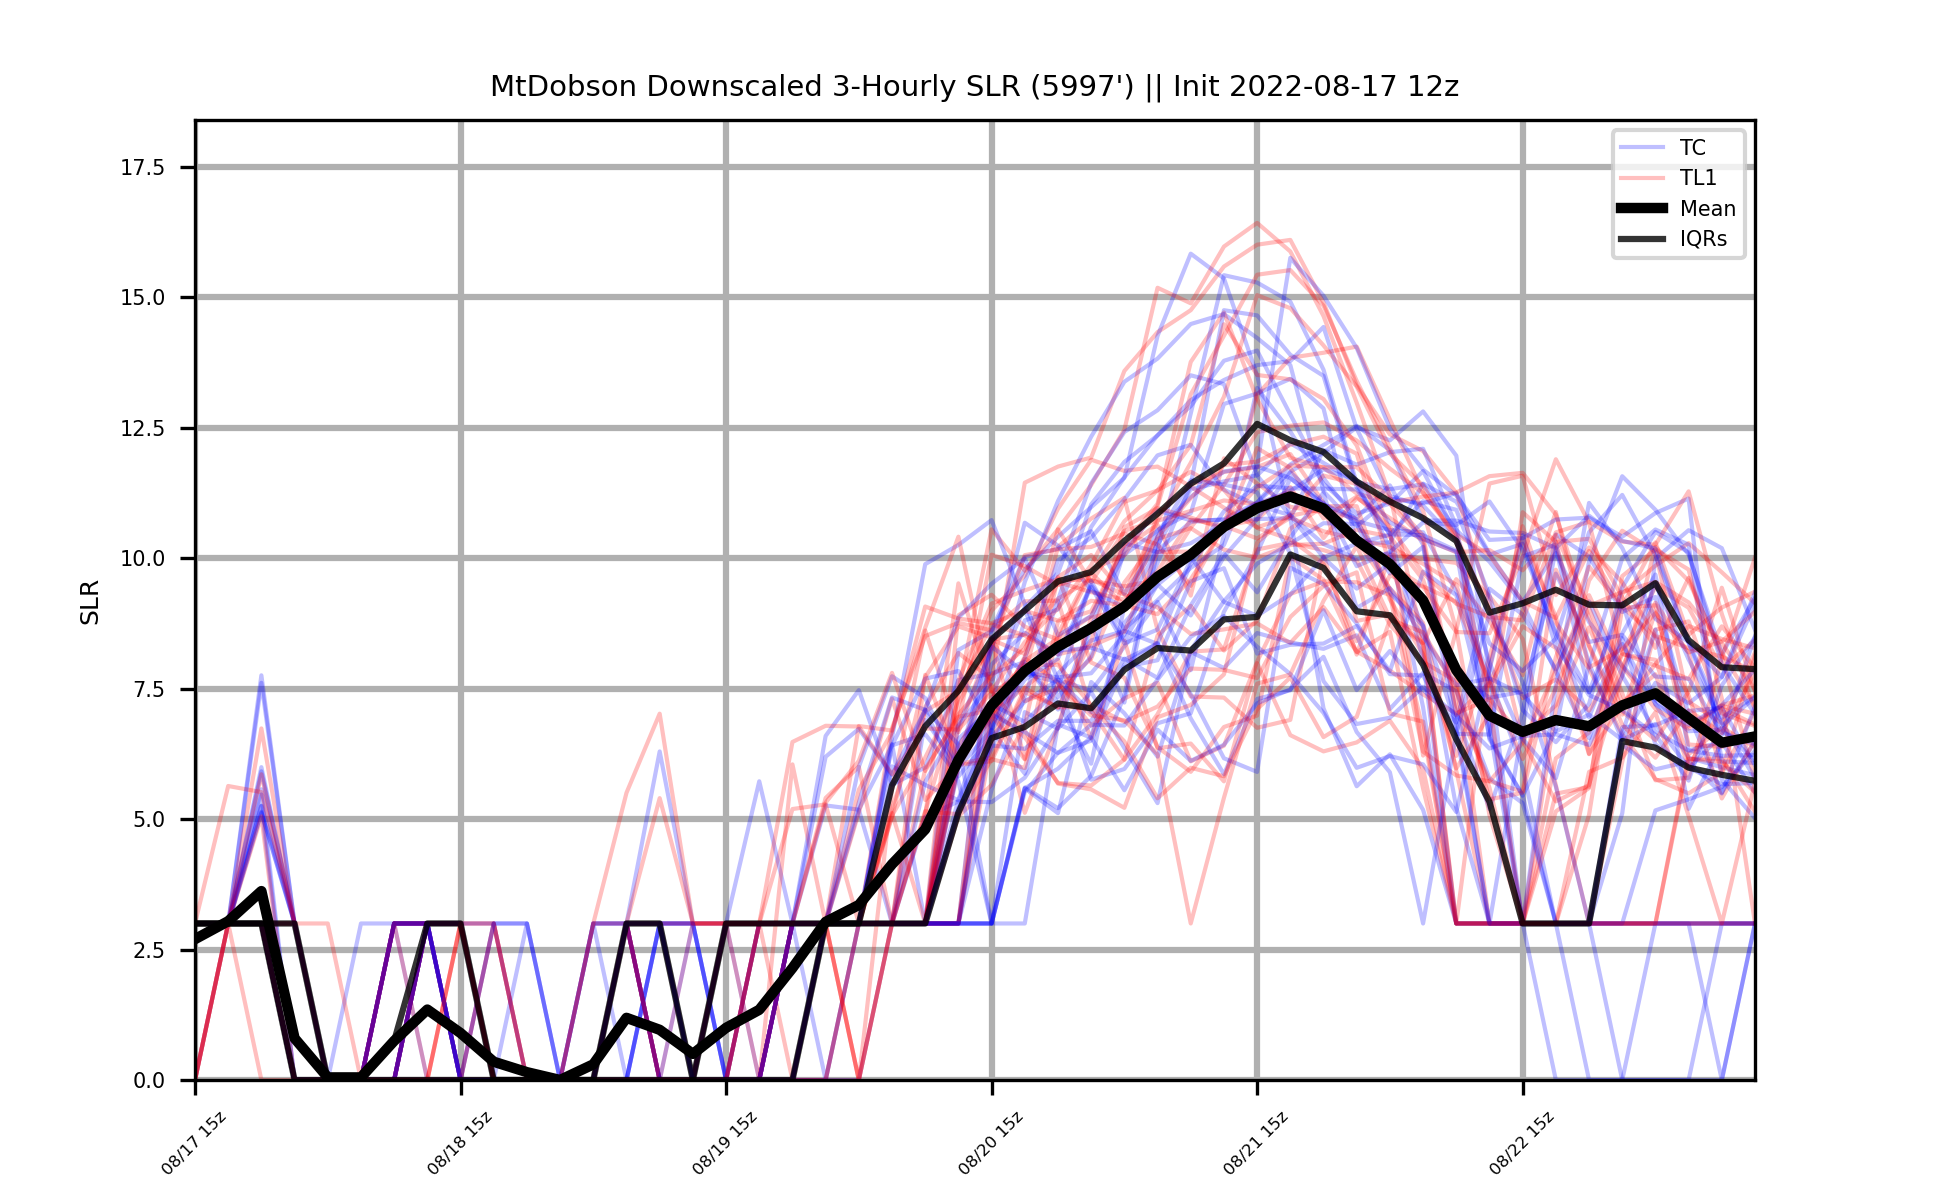 MtDobson Downscaled 3-Hourly SLR (5997') || Init 2022-08-17 12z
TC
TL1
Mean
IQRs
SLR
17.5
15.0
12.5
10.0
7.5
5.0
2.5
0.0
08/17 15z
08/18 15z
08/19 15z
08/20 15z
08/21 15z
08/22 15z